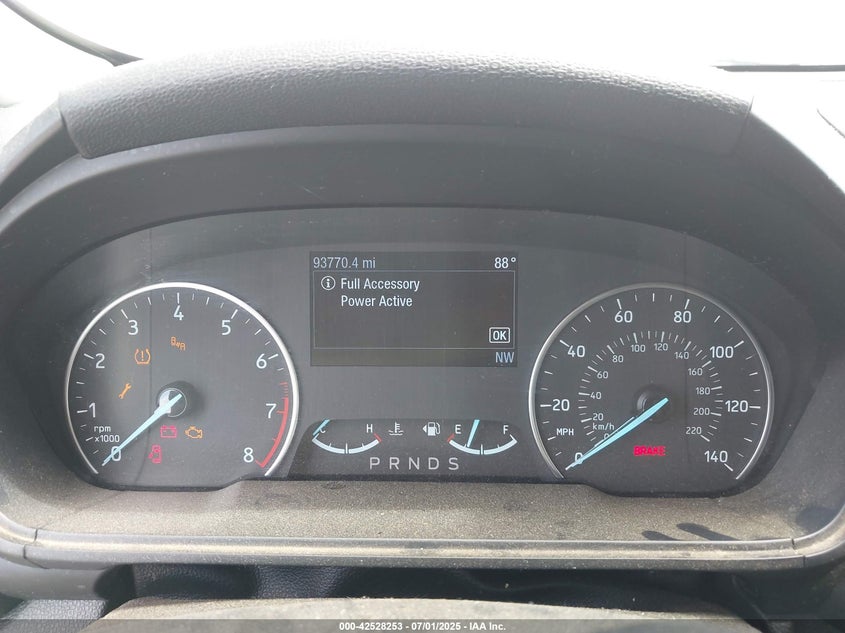 93770.4 mi 88°
Full Accessory
Power Active
OK
NW
0 1 2 3 4 5 6 7 8
rpm
x1000
C H E F
P R N D S
0 20 40 60 80 100 120 140
20 40 60 80 100 120 140 160 180 200 220
MPH km/h
BRAKE
000-42528253 - 07/01/2025 - IAA Inc.